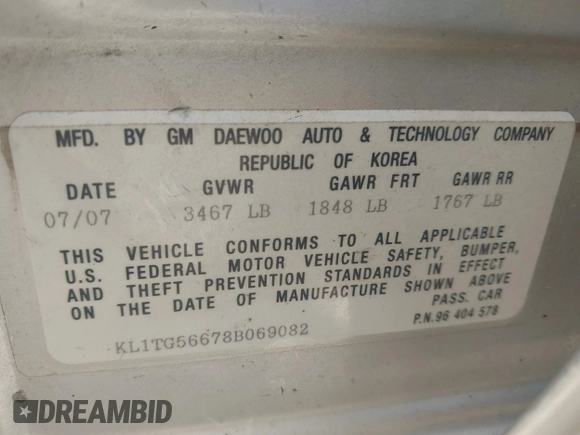 MFD. BY GM DAEWOO AUTO & TECHNOLOGY COMPANY
REPUBLIC OF KOREA
DATE GVWR GAWR FRT GAWR RR
07/07 3467 LB 1848 LB 1767 LB
THIS VEHICLE CONFORMS TO ALL APPLICABLE
U.S. FEDERAL MOTOR VEHICLE SAFETY, BUMPER,
AND THEFT PREVENTION STANDARDS IN EFFECT
ON THE DATE OF MANUFACTURE SHOWN ABOVE
PASS. CAR
P.N.96 404 578
KL1TG56678B069082
DREAMBID